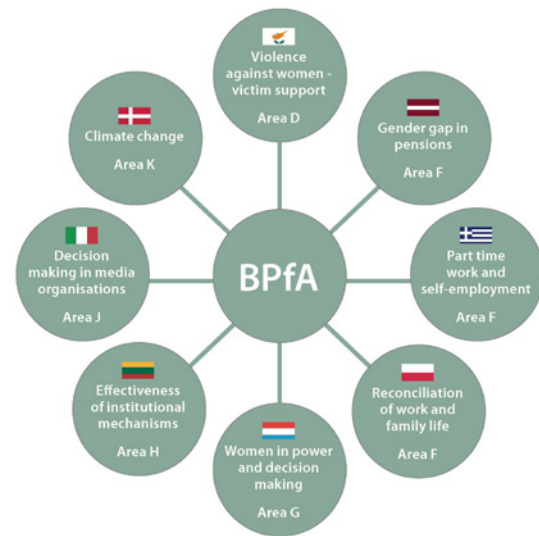 Violence
against women -
victim support
Area D
Gender gap in
pensions
Area F
Part time
work and
self-employment
Area F
Reconciliation
of work and
family life
Area F
Women in power
and decision
making
Area G
Effectiveness
of institutional
mechanisms
Area H
Decision
making in media
organisations
Area J
Climate change
Area K
BPfA